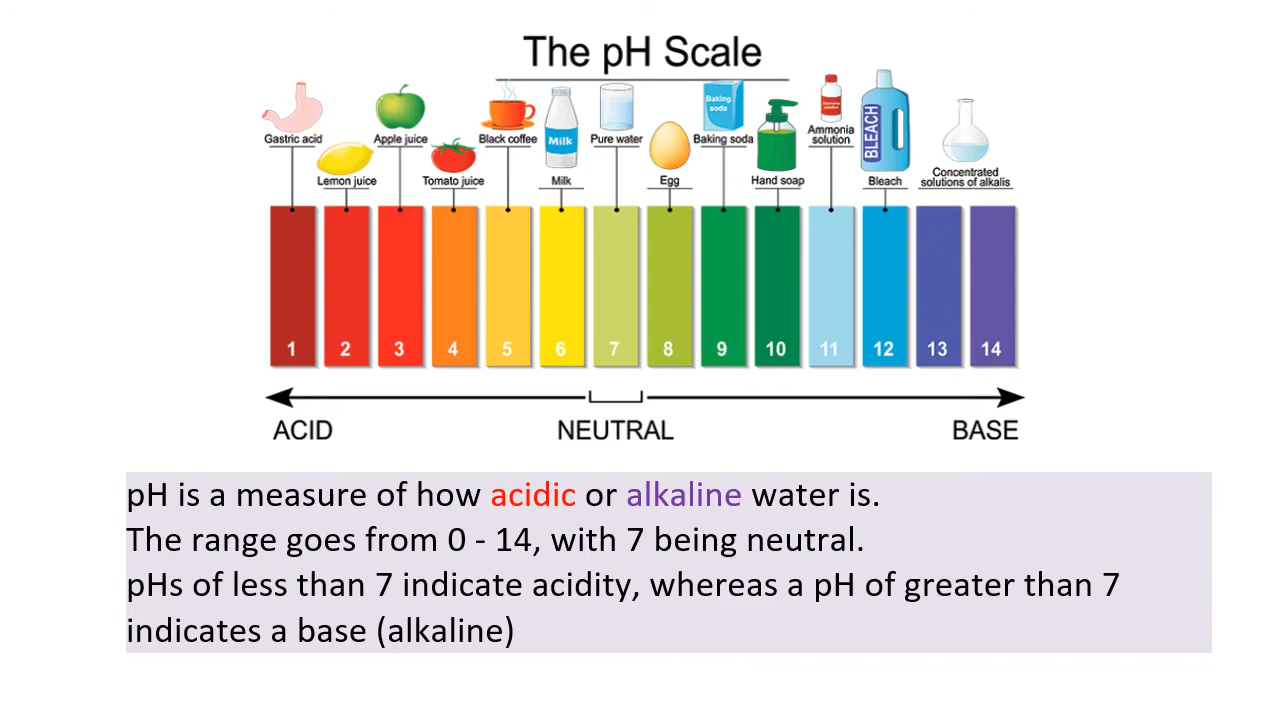 The pH Scale
Gastric acid
Lemon juice
Apple juice
Tomato juice
Black coffee
Milk
Milk
Pure water
Egg
Baking
soda
Baking soda
Hand soap
Ammonia
solution
BLEACH
Bleach
Concentrated
solutions of alkalis
1 2 3 4 5 6 7 8 9 10 11 12 13 14
ACID NEUTRAL BASE
pH is a measure of how acidic or alkaline water is.
The range goes from 0 - 14, with 7 being neutral.
pHs of less than 7 indicate acidity, whereas a pH of greater than 7
indicates a base (alkaline)